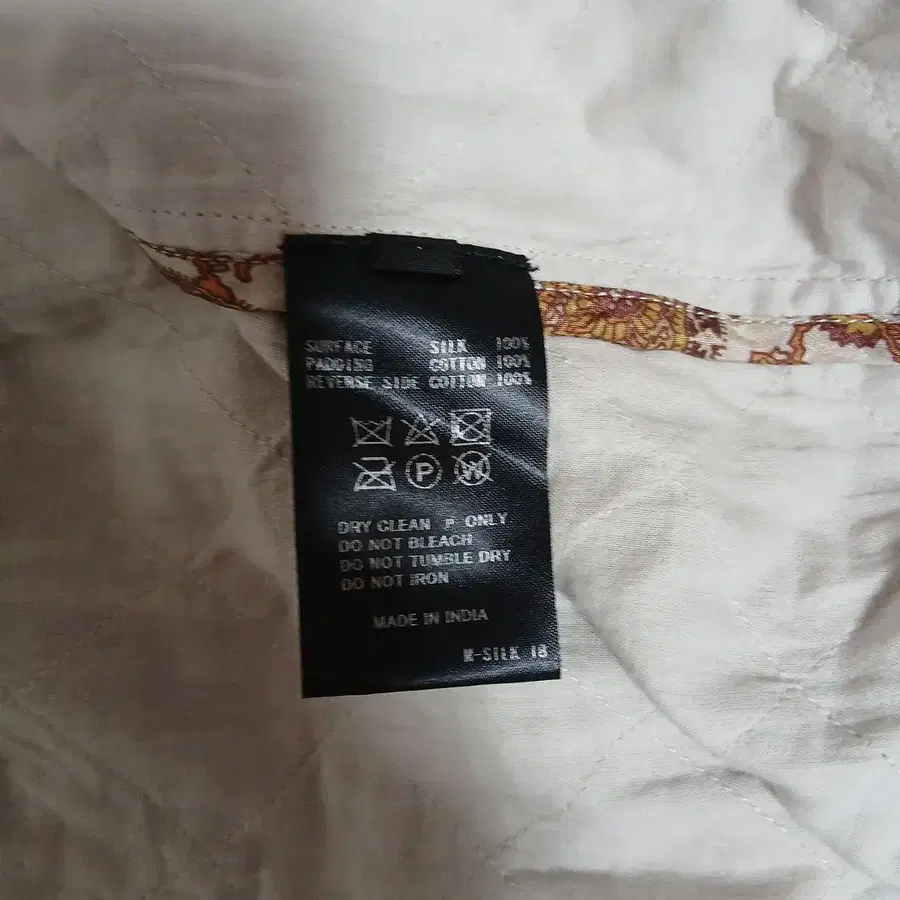 SURFACE SILK 100%
PADDING COTTON 100%
REVERSE SIDE COTTON 100%
P W
DRY CLEAN P ONLY
DO NOT BLEACH
DO NOT TUMBLE DRY
DO NOT IRON
MADE IN INDIA
M-SILK 18